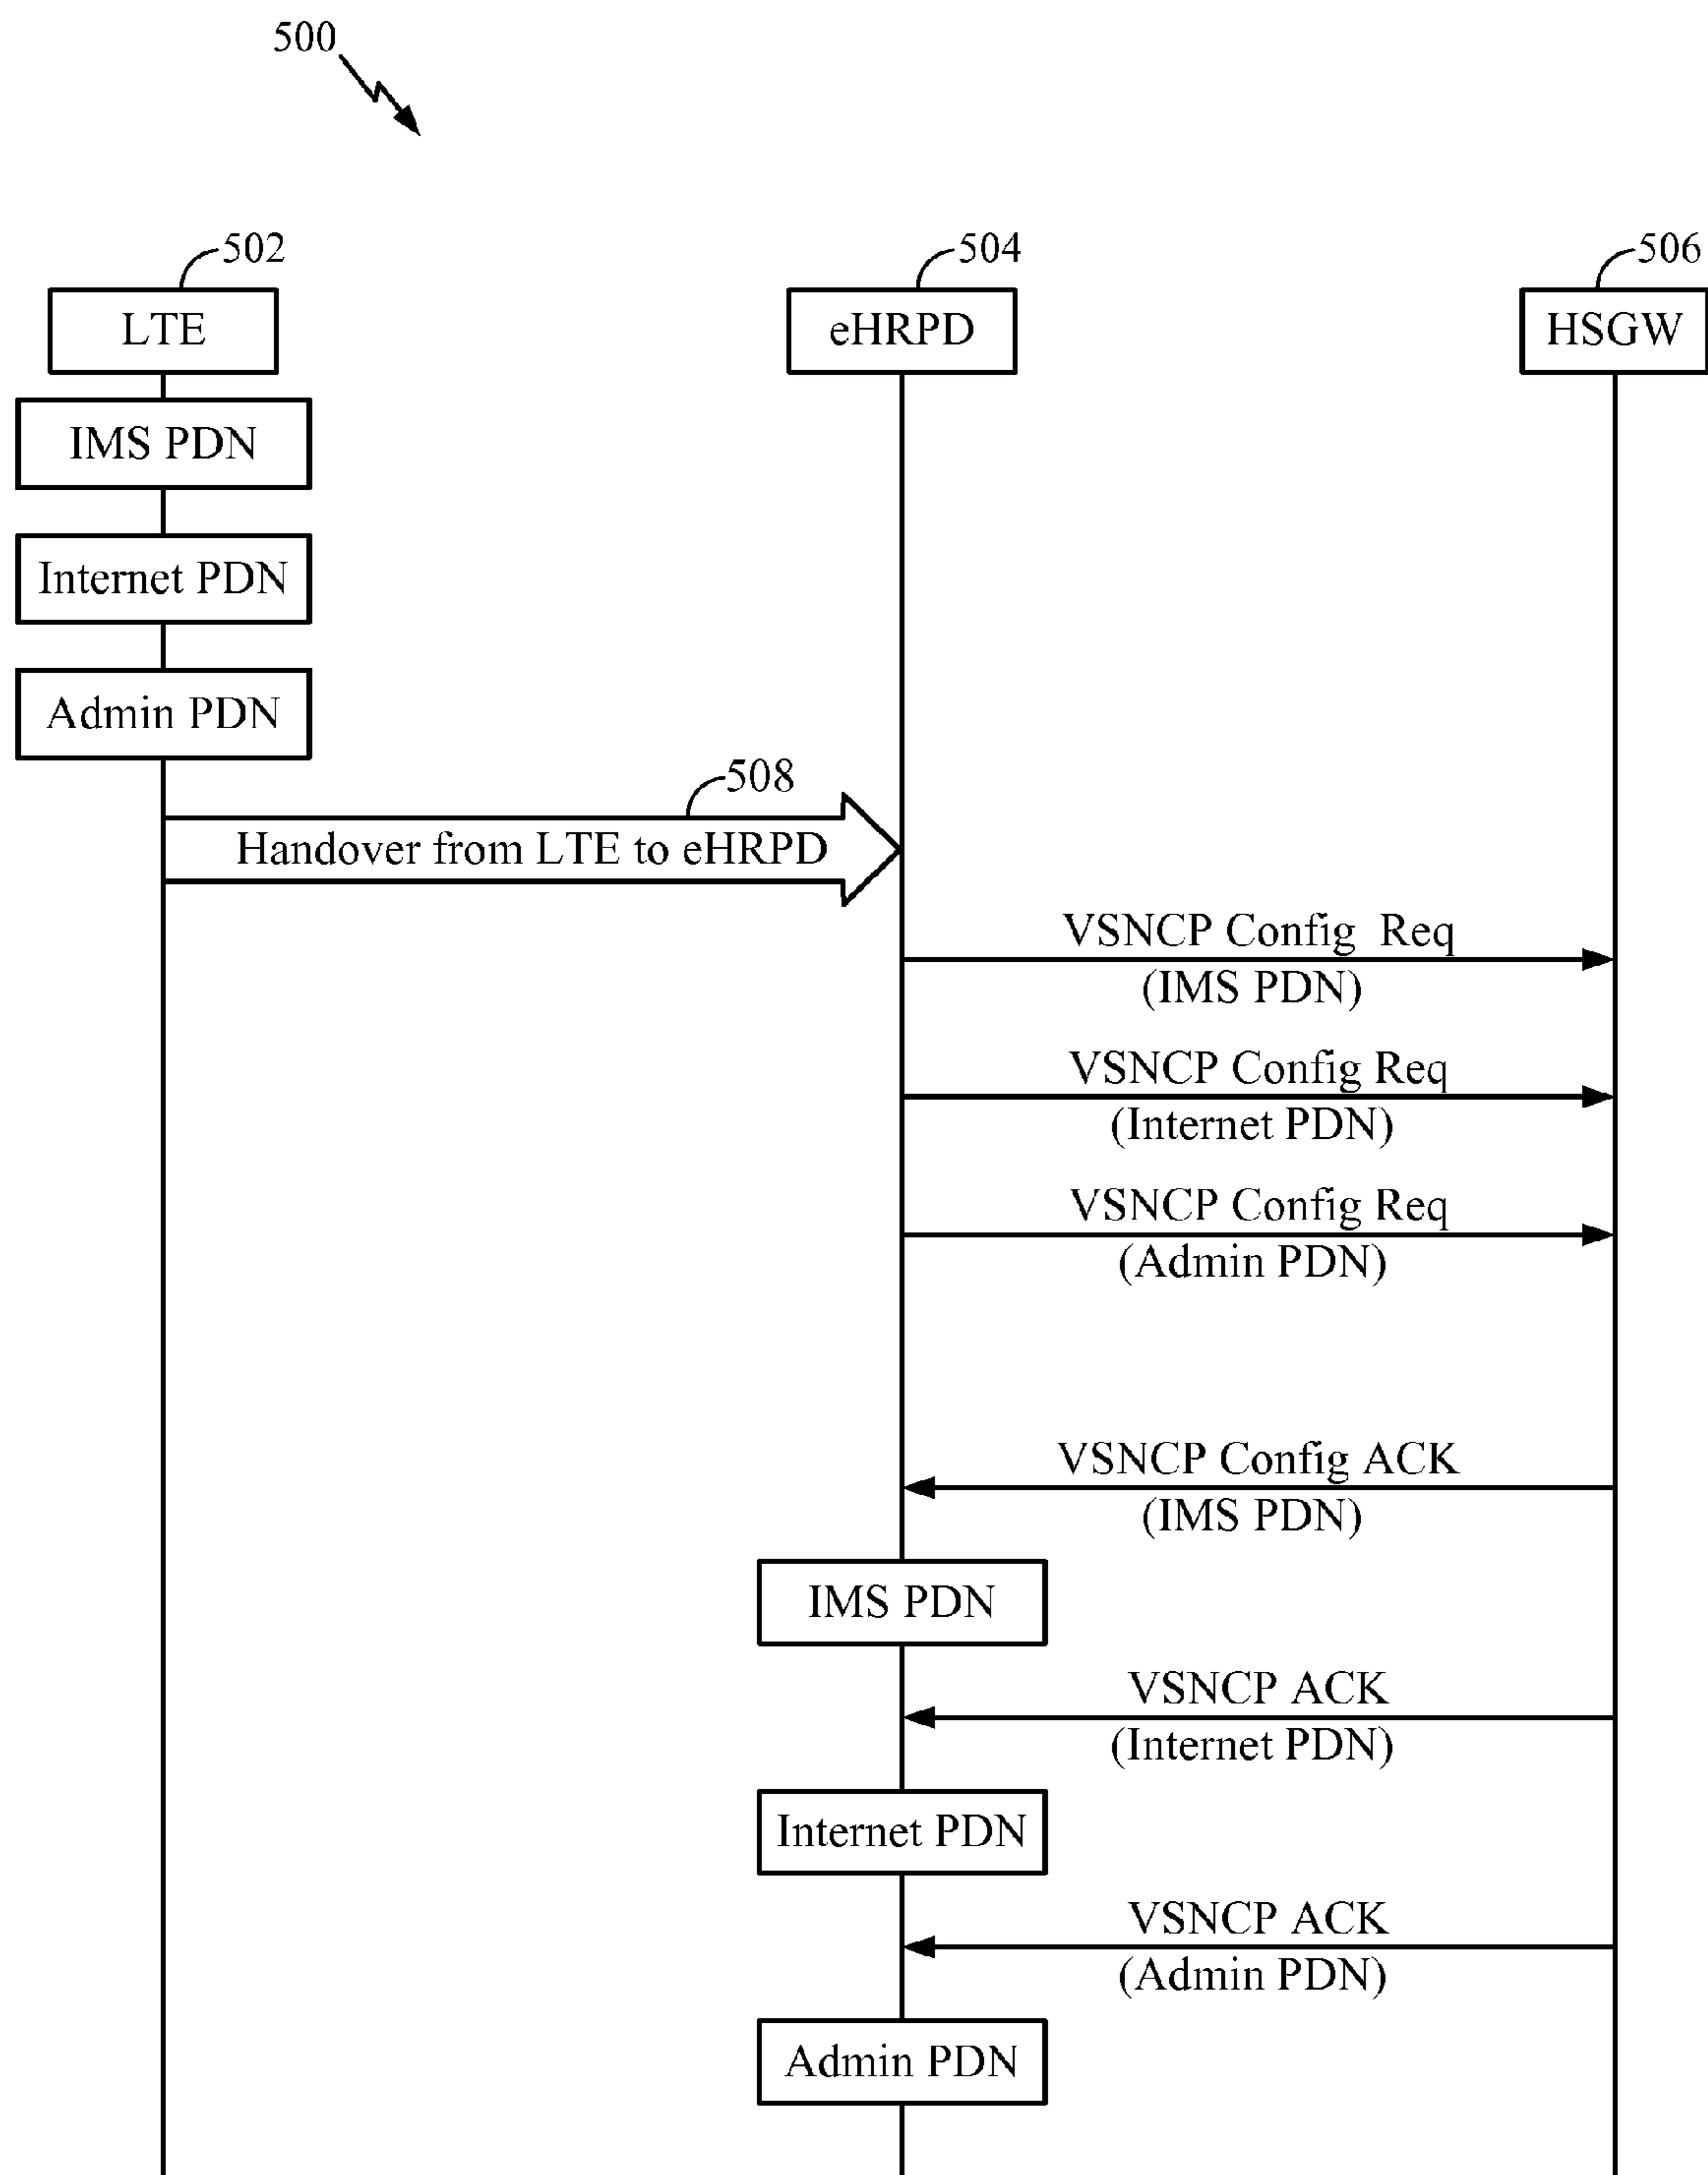 500
502
504
506
LTE
eHRPD
HSGW
IMS PDN
Internet PDN
Admin PDN
508
Handover from LTE to eHRPD
VSNCP Config Req
(IMS PDN)
VSNCP Config Req
(Internet PDN)
VSNCP Config Req
(Admin PDN)
VSNCP Config ACK
(IMS PDN)
IMS PDN
VSNCP ACK
(Internet PDN)
Internet PDN
VSNCP ACK
(Admin PDN)
Admin PDN